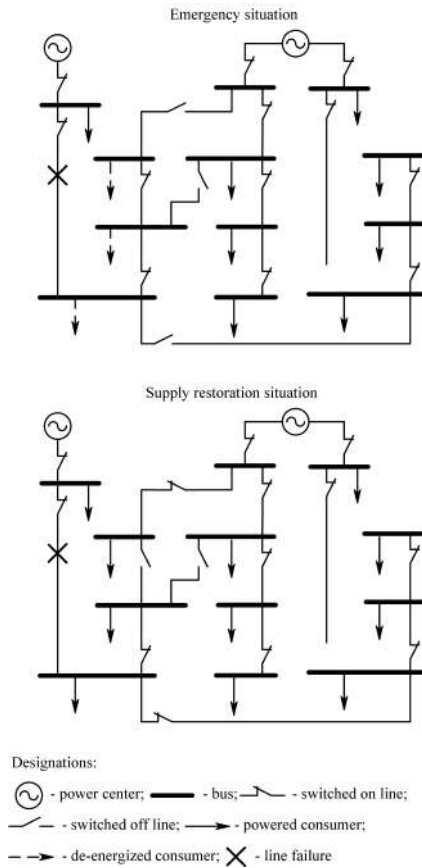 Emergency situation
Supply restoration situation
Designations:
- power center; - bus; - switched on line;
- switched off line; - powered consumer;
- de-energized consumer; - line failure